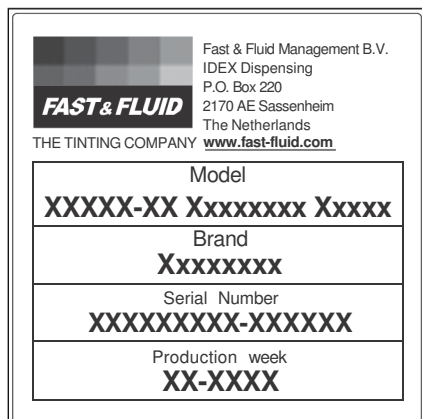 Fast & Fluid Management B.V.
IDEX Dispensing
P.O. Box 220
2170 AE Sassenheim
The Netherlands
www.fast-fluid.com
FAST & FLUID
THE TINTING COMPANY
Model
XXXXX-XX Xxxxxxxx Xxxxx
Brand
Xxxxxxxx
Serial Number
XXXXXXXXX-XXXXXX
Production week
XX-XXXX